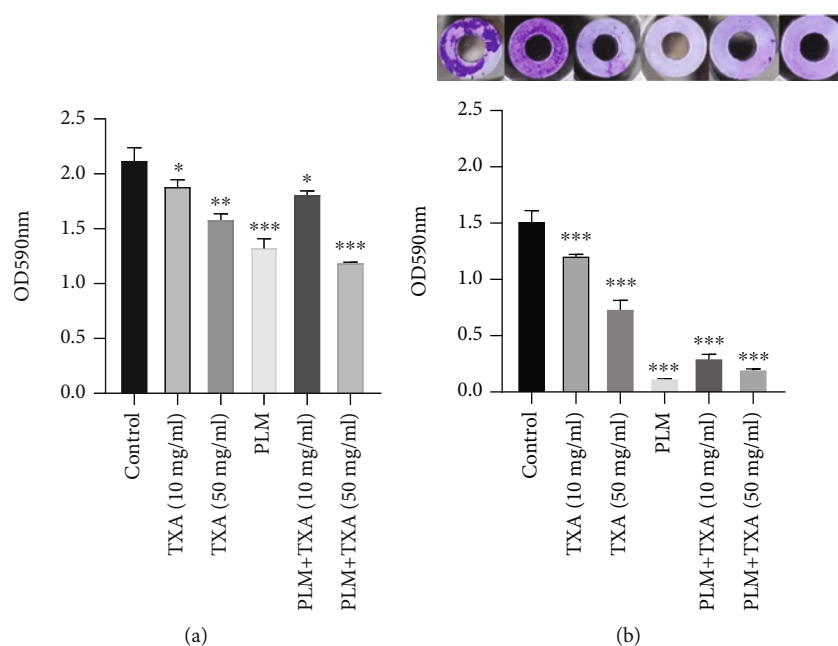 2.5
2.0
1.5
1.0
0.5
0.0
OD590nm
*
**
***
*
***
Control
TXA (10 mg/ml)
TXA (50 mg/ml)
PLM
PLM+TXA (10 mg/ml)
PLM+TXA (50 mg/ml)
(a)
2.5
2.0
1.5
1.0
0.5
0.0
OD590nm
***
***
***
***
***
Control
TXA (10 mg/ml)
TXA (50 mg/ml)
PLM
PLM+TXA (10 mg/ml)
PLM+TXA (50 mg/ml)
(b)